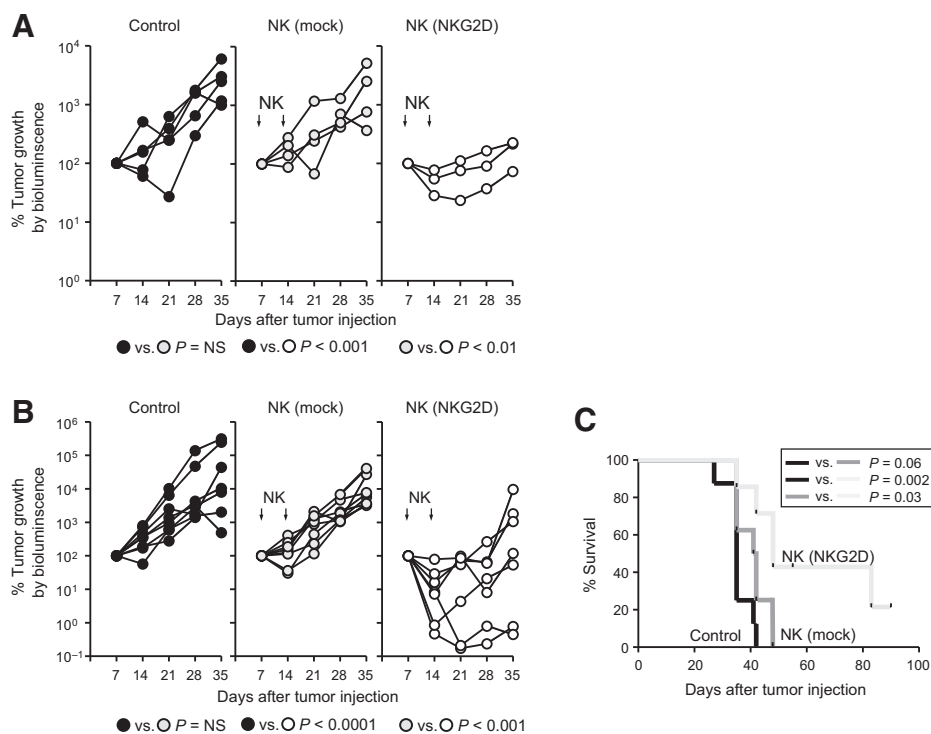 A
Control
NK (mock)
NK (NKG2D)
% Tumor growth
by bioluminscence
10⁴
10³
10²
10¹
10⁰
NK
NK
7 14 21 28 35
7 14 21 28 35
7 14 21 28 35
Days after tumor injection
vs. P = NS
vs. P < 0.001
vs. P < 0.01
B
Control
NK (mock)
NK (NKG2D)
% Tumor growth
by bioluminscence
10⁶
10⁵
10⁴
10³
10²
10¹
10⁰
10⁻¹
NK
NK
7 14 21 28 35
7 14 21 28 35
7 14 21 28 35
Days after tumor injection
vs. P = NS
vs. P < 0.0001
vs. P < 0.001
C
vs. P = 0.06
vs. P = 0.002
vs. P = 0.03
% Survival
100
80
60
40
20
0
NK (NKG2D)
Control
NK (mock)
0 20 40 60 80 100
Days after tumor injection